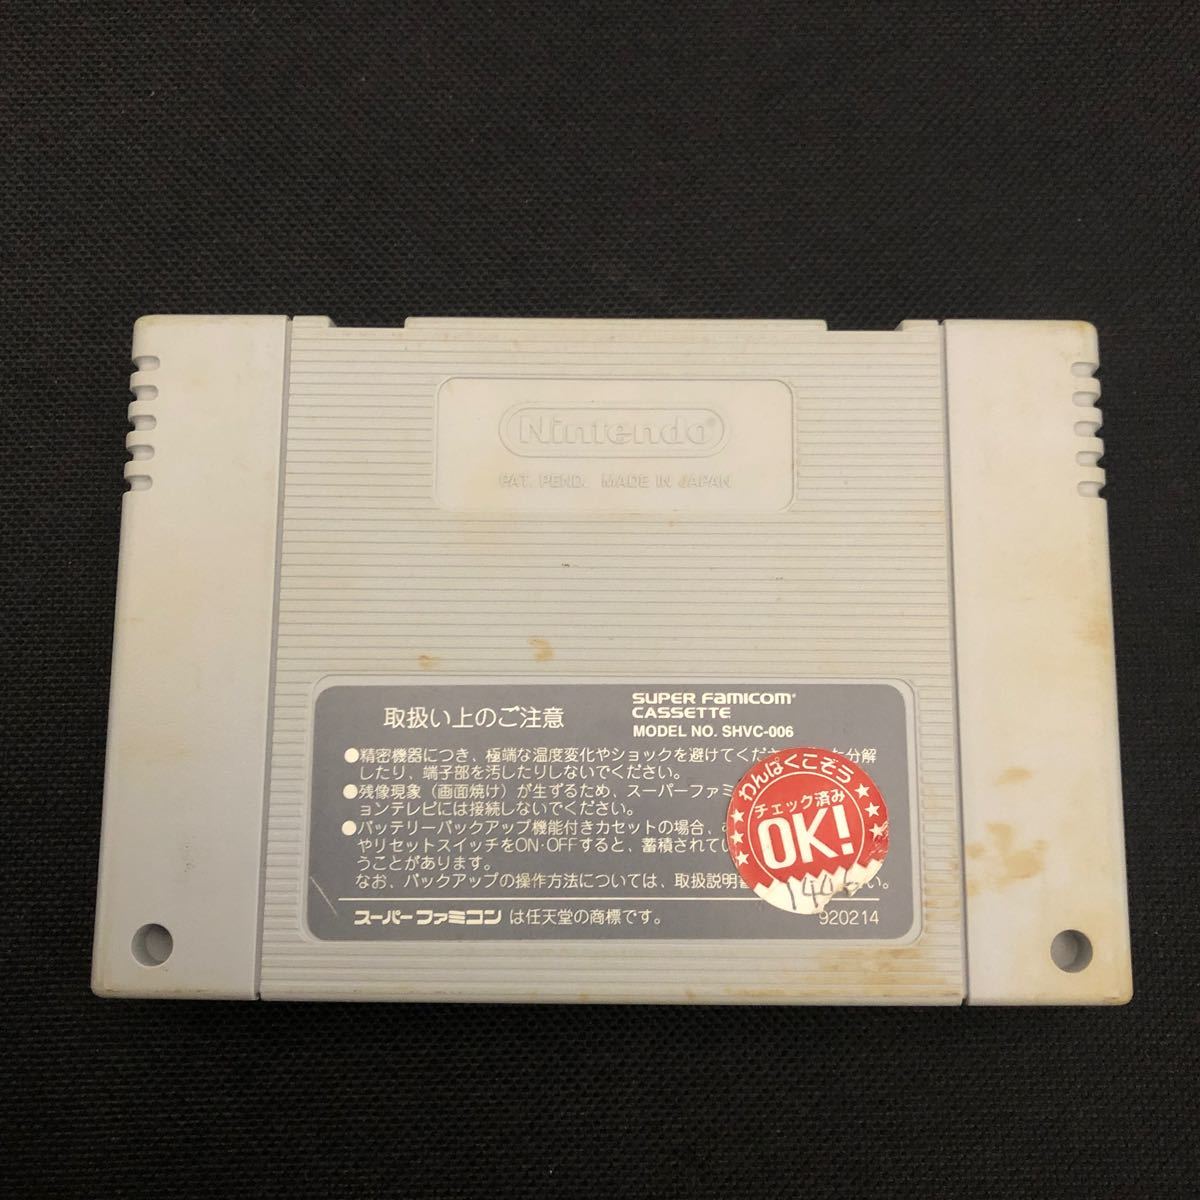 Nintendo
PAT. PEND. MADE IN JAPAN
取扱い上のご注意
SUPER FAMICOM
CASSETTE
MODEL NO. SHVC-006
●精密機器につき、極端な温度変化やショックを避けてくださ 分解
したり、端子部を汚したりしないでください。
●残像現象（画面焼け）が生ずるため、スーパーファミ
ョンテレビには接続しないでください。
●バッテリーバックアップ機能付きカセットの場合、
やリセットスイッチをON・OFFすると、蓄積されてい
うことがあります。
なお、バックアップの操作方法については、取扱説明 い。
スーパーファミコン は任天堂の商標です。
920214
わんぱくこぞう
チェック済み
OK!